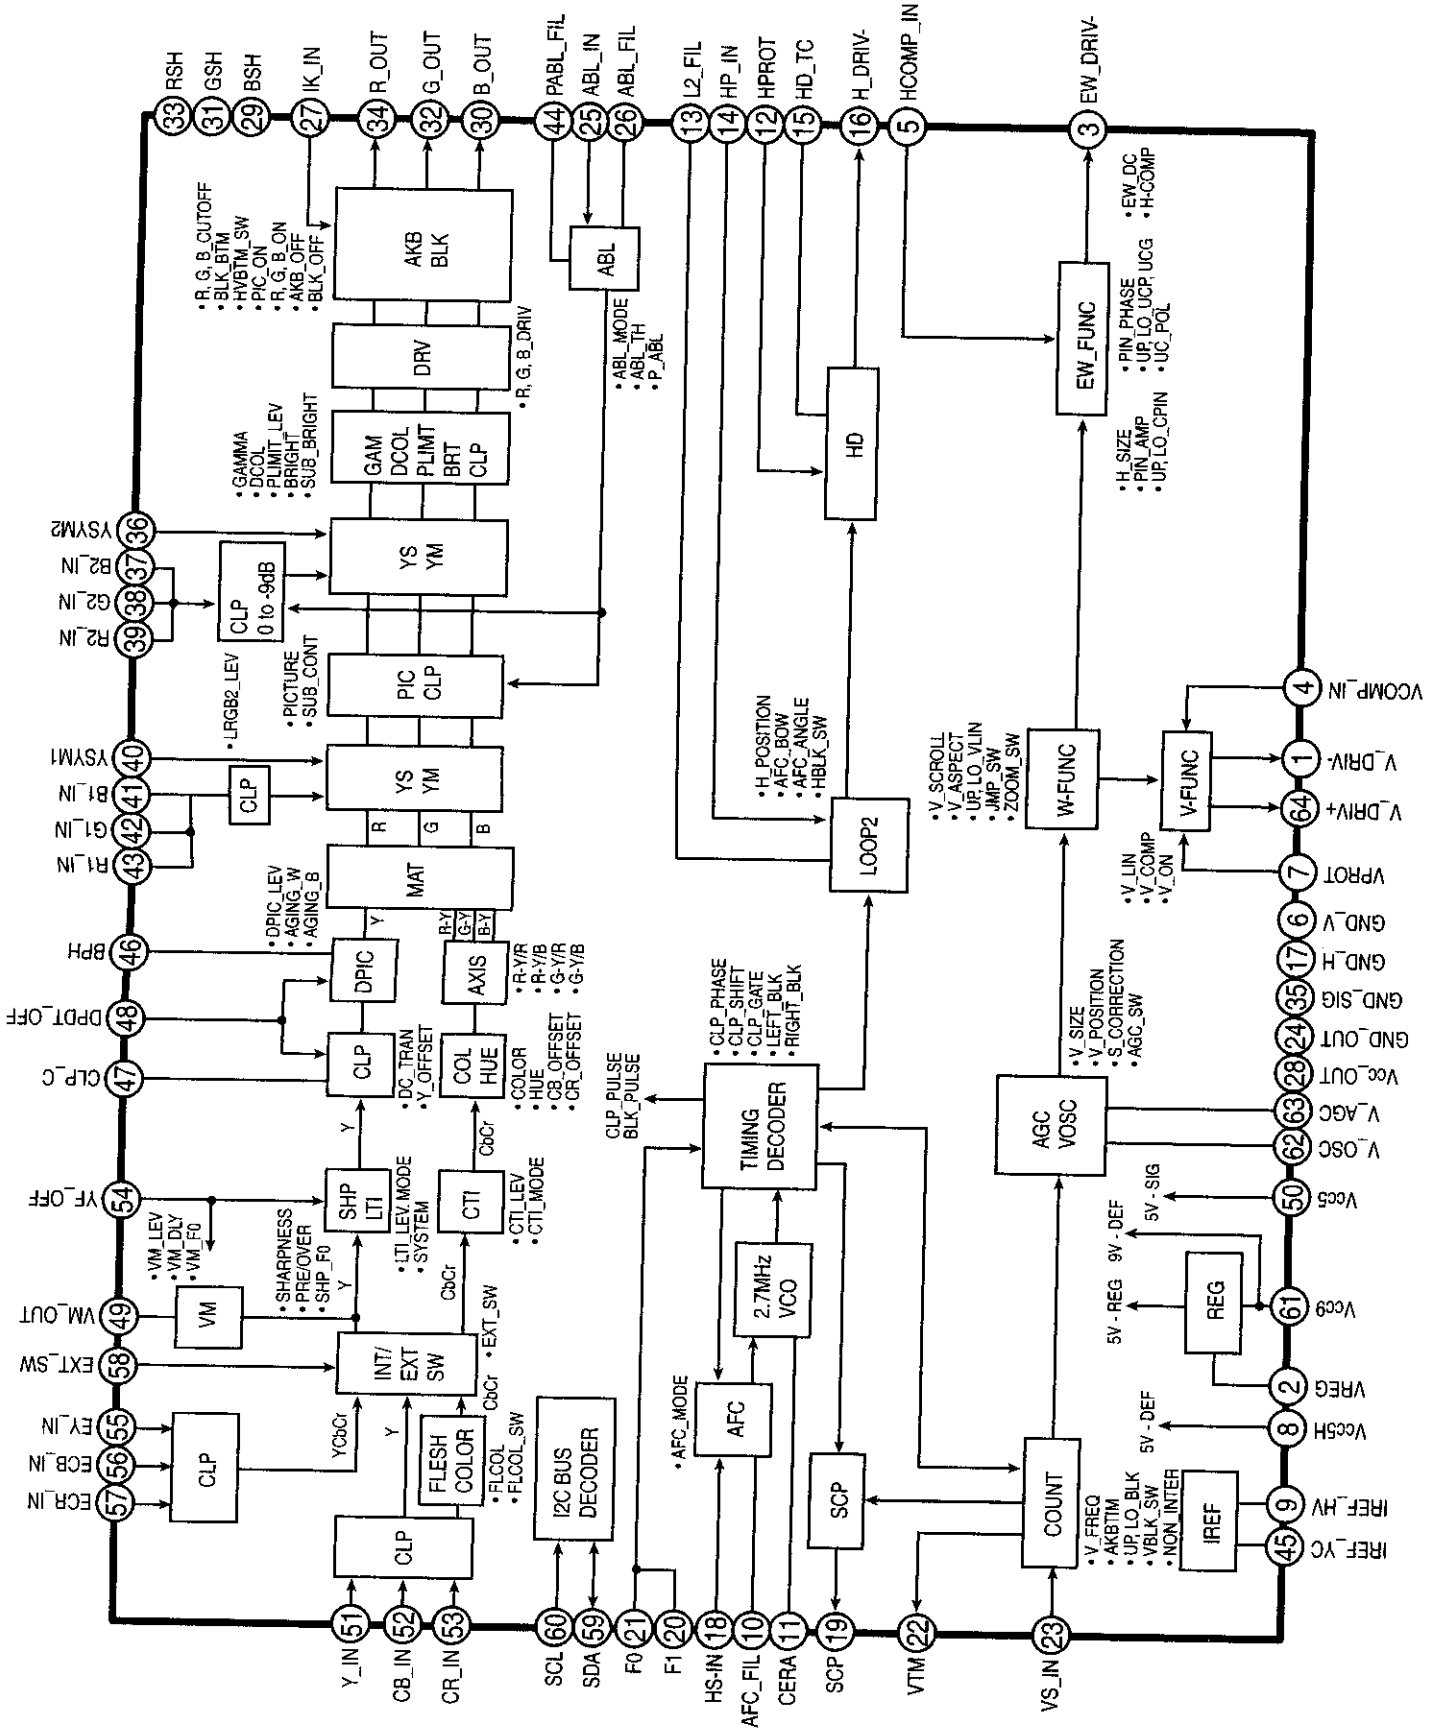 57 ECR_IN
56 ECB_IN
55 EY_IN
58 EXT_SW
49 VM_OUT
54 YF_OFF
47 CLP_C
48 DPDT_OFF
46 BPH
43 R1_IN
42 G1_IN
41 B1_IN
40 YSYM1
39 R2_IN
38 G2_IN
37 B2_IN
36 YSYM2
33 RSH
31 GSH
29 BSH
27 IK_IN
34 R_OUT
32 G_OUT
30 B_OUT
44 PABL_FIL
25 ABL_IN
26 ABL_FIL
13 L2_FIL
14 HP_IN
12 HPROT
15 HD_TC
16 H_DRIV-
5 HCOMP_IN
3 EW_DRIV-
Y_IN 51
CB_IN 52
CR_IN 53
SCL 60
SDA 59
F0 21
F1 20
HS-IN 18
AFC_FIL 10
CERA 11
SCP 19
VTM 22
VS_IN 23
45 IREF_YC
9 IREF_HV
8 Vcc5H
2 VREG
61 Vcc9
50 Vcc5
62 V_OSC
63 V_AGC
28 Vcc_OUT
24 GND_OUT
35 GND_SIG
17 GND_H
6 GND_V
7 VPROT
64 V_DRIV+
1 V_DRIV-
4 VCOMP_IN
CLP
YCbCr
Y
CLP
FLESH
COLOR
• FLCOL
• FLCOL_SW
CbCr
INT/
EXT
SW
• EXT_SW
VM
• VM_LEV
VM_DLY
• VM_F0
• SHARPNESS
PRE/OVER
• SHP_F0
Y
CbCr
SHP
LTI
• LTI_LEV.MODE
• SYSTEM
CTI
• CTI_LEV
• CTI_MODE
Y
CbCr
CLP
• DC_TRAN
• Y_OFFSET
COL
HUE
• COLOR
HUE
• CB_OFFSET
• CR_OFFSET
DPIC
• DPIC_LEV
AGING_W
• AGING_B
Y
AXIS
• R-Y/R
• R-Y/B
• G-Y/R
• G-Y/B
R-Y
G-Y
B-Y
MAT
R
G
B
CLP
YS
YM
• LRGB2_LEV
• PICTURE
• SUB_CONT
PIC
CLP
CLP
0 to -9dB
YS
YM
• GAMMA
• DCOL
PLIMIT_LEV
BRIGHT
• SUB_BRIGHT
GAM
DCOL
PLIMT
BRT
CLP
DRV
• R, G, B_DRIV
• R, G, B_CUTOFF
BLK_BTM
• HVBTM_SW
• PIC_ON
• R, G, B_ON
AKB_OFF
• BLK_OFF
AKB
BLK
ABL
• ABL_MODE
ABL_TH
• P_ABL
I2C BUS
DECODER
• AFC_MODE
AFC
2.7MHz
VCO
TIMING
DECODER
CLP_PULSE
BLK_PULSE
• CLP_PHASE
• CLP_SHIFT
CLP_GATE
• LEFT_BLK
• RIGHT_BLK
LOOP2
• H_POSITION
• AFC_BOW
AFC_ANGLE
• HBLK_SW
HD
SCP
COUNT
• V_FREQ
AKBTIM
• UP, LO_BLK
VBLK_SW
• NON_INTER
AGC
VOSC
• V_SIZE
V_POSITION
• S_CORRECTION
• AGC_SW
W-FUNC
• V_SCROLL
• V_ASPECT
UP, LO_VLIN
JMP_SW
• ZOOM_SW
V-FUNC
• V_LIN
• V_COMP
• V_ON
EW_FUNC
• H_SIZE
PIN_AMP
• UP, LO_CPIN
• PIN_PHASE
UP, LO_UCP, UCG
• UC_POL
• EW_DC
• H-COMP
IREF
5V - DEF
REG
5V - REG
9V - DEF
5V - SIG